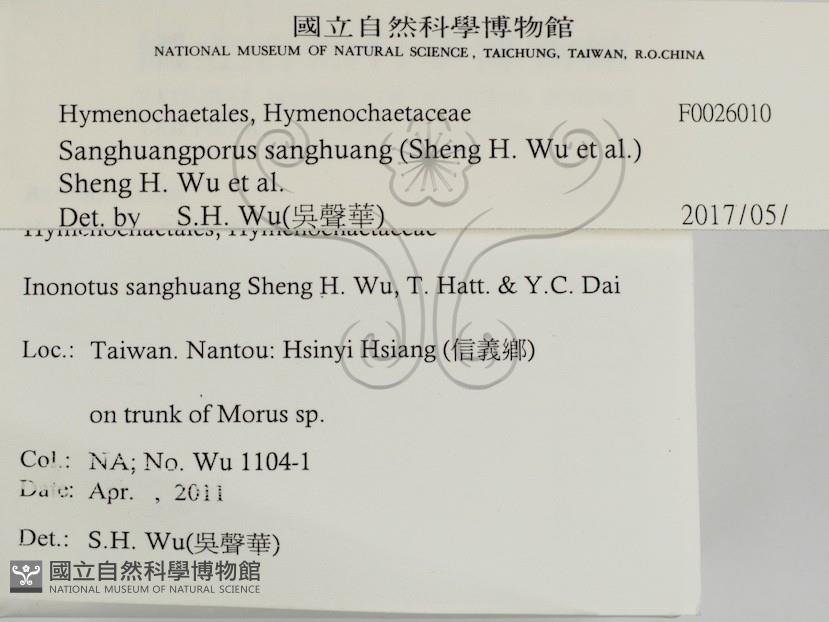 國立自然科學博物館
NATIONAL MUSEUM OF NATURAL SCIENCE, TAICHUNG, TAIWAN, R.O.CHINA
Hymenochaetales, Hymenochaetaceae F0026010
Sanghuangporus sanghuang (Sheng H. Wu et al.)
Sheng H. Wu et al.
Det. by S.H. Wu(吳聲華) 2017/05/
Hymenochaetales, Hymenochaetaceae
Inonotus sanghuang Sheng H. Wu, T. Hatt. & Y.C. Dai
Loc.: Taiwan. Nantou: Hsinyi Hsiang (信義鄉)
on trunk of Morus sp.
Col.: NA; No. Wu 1104-1
Date: Apr. , 2011
Det.: S.H. Wu(吳聲華)
國立自然科學博物館
NATIONAL MUSEUM OF NATURAL SCIENCE